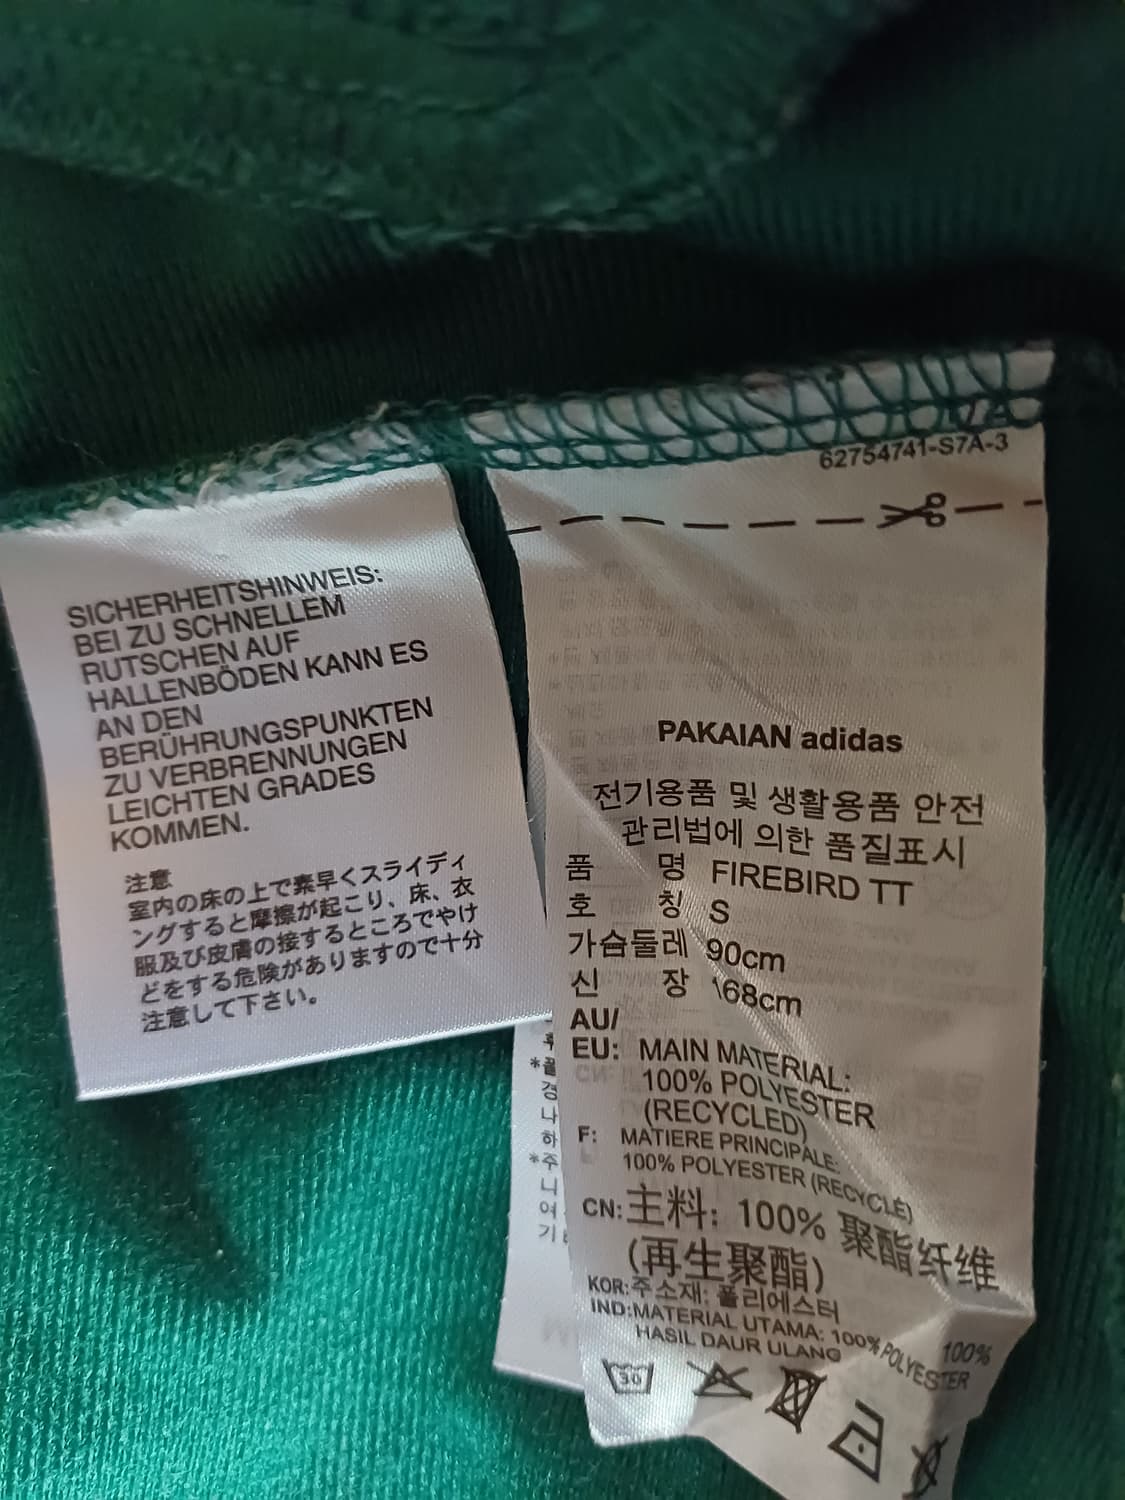 SICHERHEITSHINWEIS:
BEI ZU SCHNELLEM
RUTSCHEN AUF
HALLENBÖDEN KANN ES
AN DEN
BERÜHRUNGSPUNKTEN
ZU VERBRENNUNGEN
LEICHTEN GRADES
KOMMEN.
注意
室内の床の上で素早くスライディ
ングすると摩擦が起こり、床、衣
服及び皮膚の接するところでやけ
どをする危険がありますので十分
注意して下さい。
62754741-S7A-3
PAKAIAN adidas
전기용품 및 생활용품 안전
관리법에 의한 품질표시
품 명 FIREBIRD TT
호 칭 S
가슴둘레 90cm
신 장 168cm
AU/
EU: MAIN MATERIAL:
100% POLYESTER
(RECYCLED)
F: MATIERE PRINCIPALE:
100% POLYESTER (RECYCLÉ)
CN: 主料: 100% 聚酯纤维
(再生聚酯)
KOR:주소재: 폴리에스터 100%
IND:MATERIAL UTAMA: 100% POLYESTER
HASIL DAUR ULANG
30